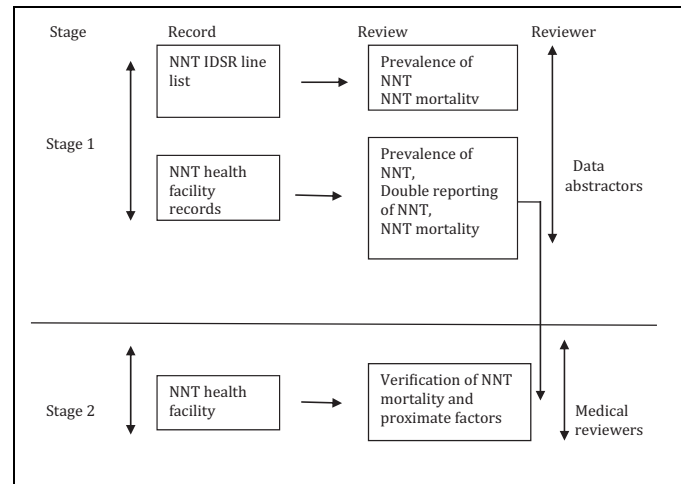 Stage Record Review Reviewer
NNT IDSR line
list
Prevalence of
NNT
NNT mortality
Stage 1
NNT health
facility
records
Prevalence of
NNT,
Double reporting
of NNT,
NNT mortality
Data
abstractors
Stage 2
NNT health
facility
Verification of NNT
mortality and
proximate factors
Medical
reviewers